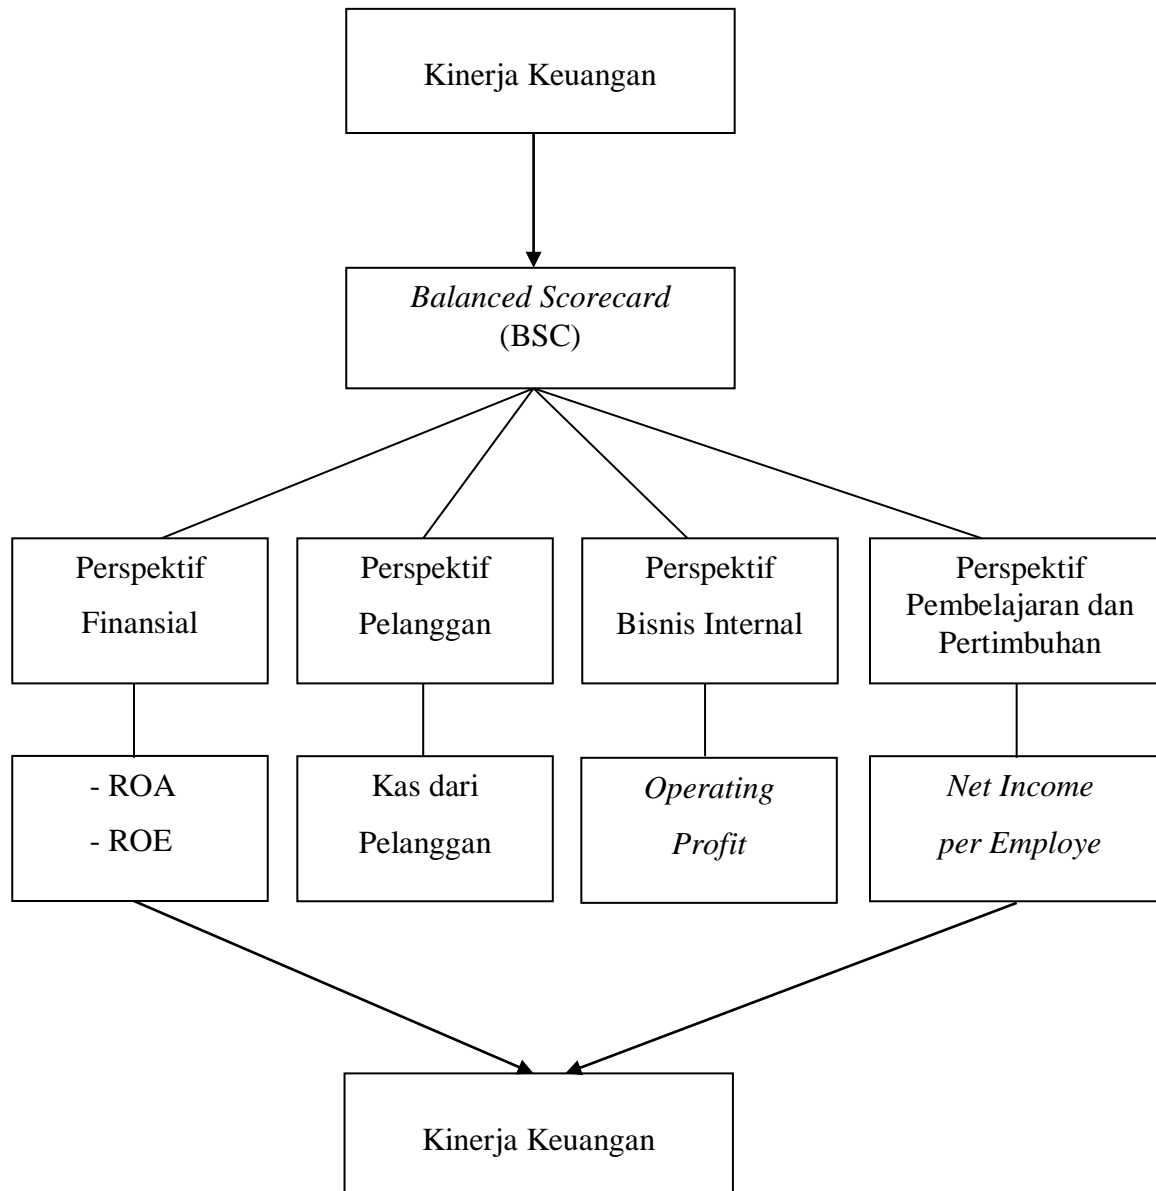 Kinerja Keuangan
Balanced Scorecard
(BSC)
Perspektif
Finansial
Perspektif
Pelanggan
Perspektif
Bisnis Internal
Perspektif
Pembelajaran dan
Pertimbuhan
- ROA
- ROE
Kas dari
Pelanggan
Operating
Profit
Net Income
per Employe
Kinerja Keuangan